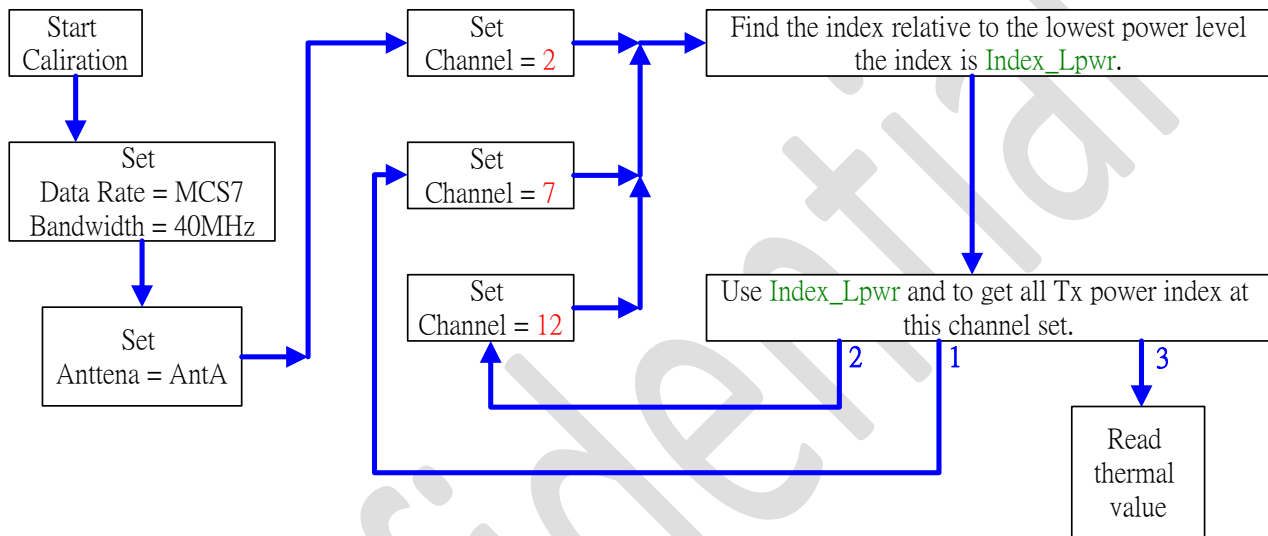 Start
Caliration
Set
Data Rate = MCS7
Bandwidth = 40MHz
Set
Anttena = AntA
Set
Channel = 2
Set
Channel = 7
Set
Channel = 12
Find the index relative to the lowest power level
the index is Index_Lpwr.
Use Index_Lpwr and to get all Tx power index at
this channel set.
2
1
3
Read
thermal
value
fidential